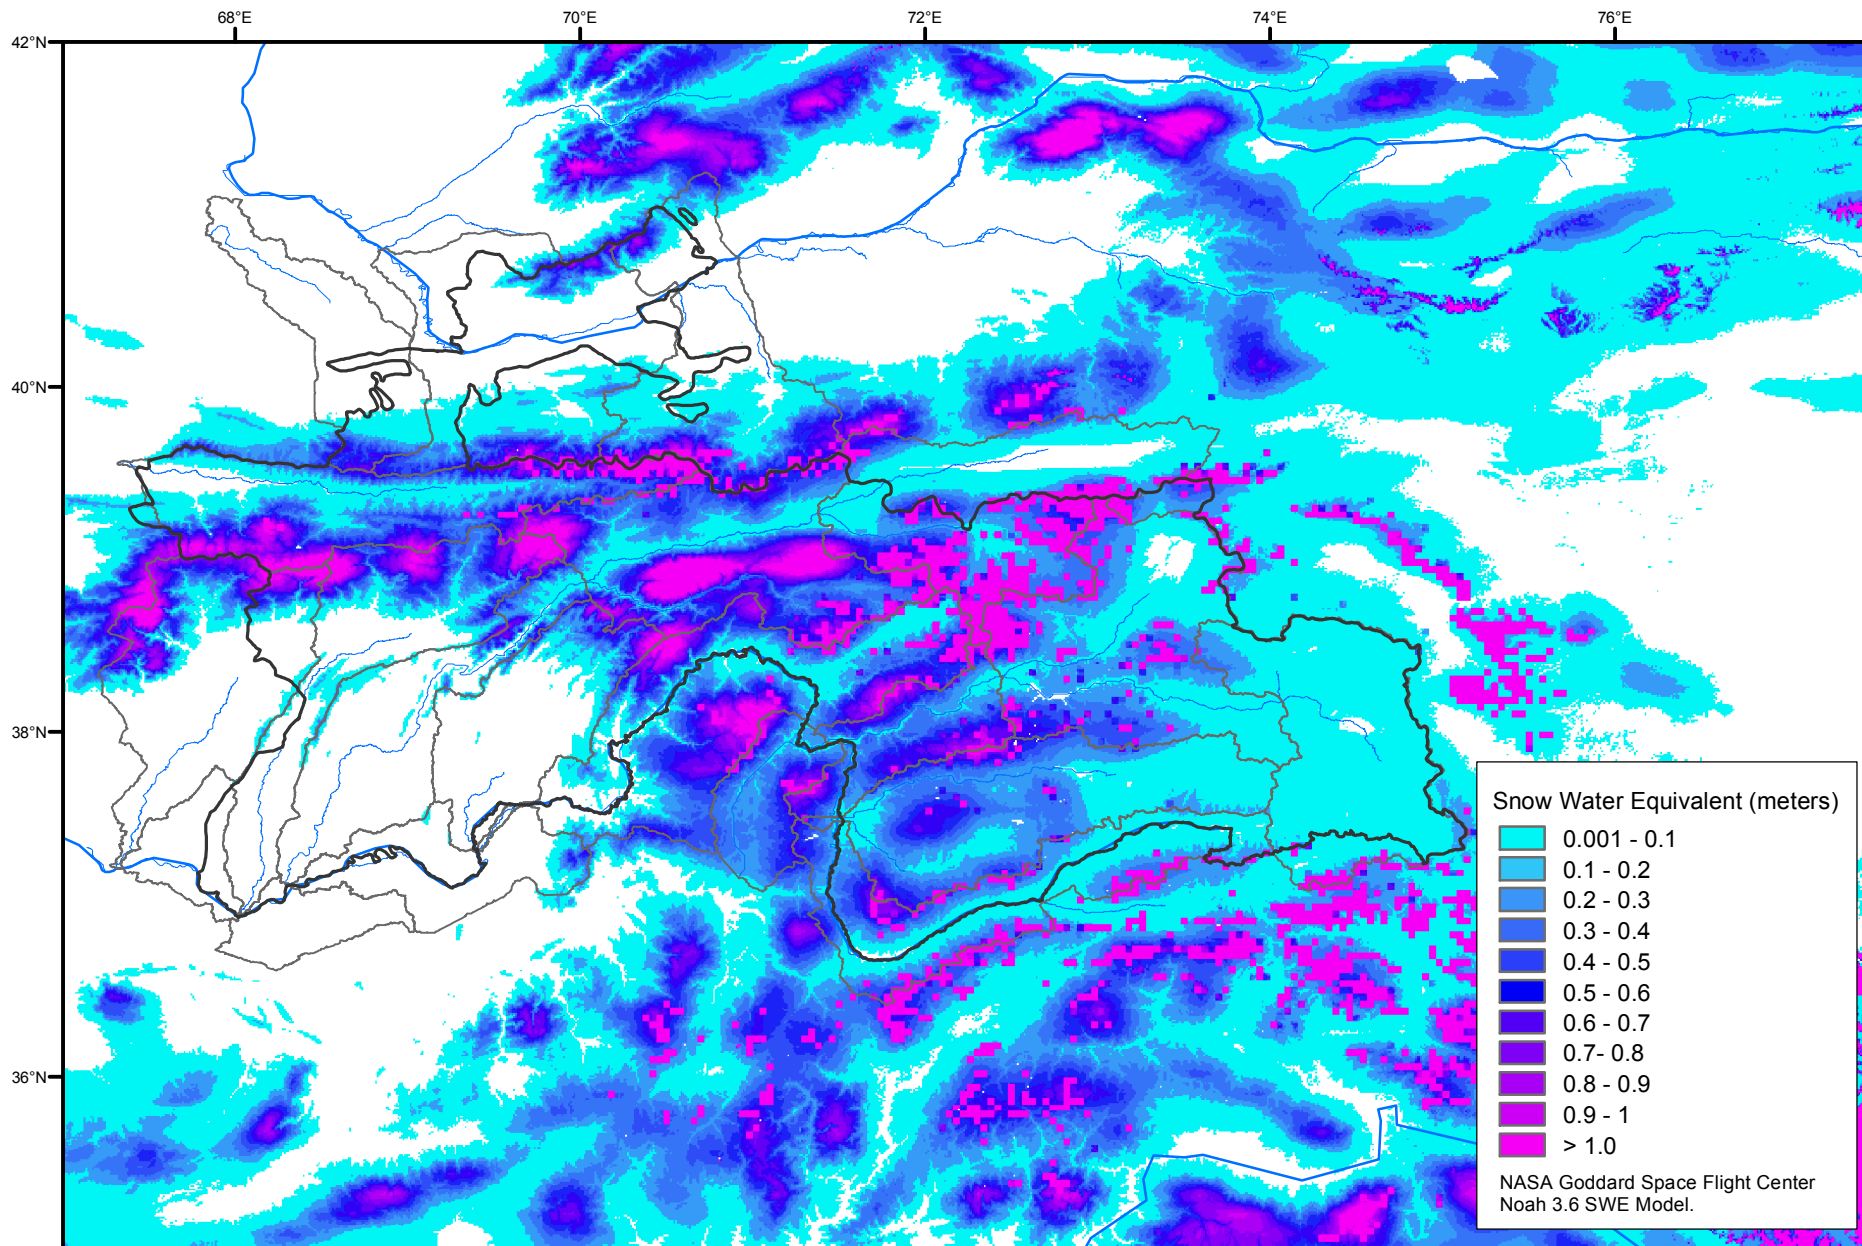 68°E 70°E 72°E 74°E 76°E
42°N
40°N
38°N
36°N
Snow Water Equivalent (meters)
0.001 - 0.1
0.1 - 0.2
0.2 - 0.3
0.3 - 0.4
0.4 - 0.5
0.5 - 0.6
0.6 - 0.7
0.7- 0.8
0.8 - 0.9
0.9 - 1
> 1.0
NASA Goddard Space Flight Center
Noah 3.6 SWE Model.